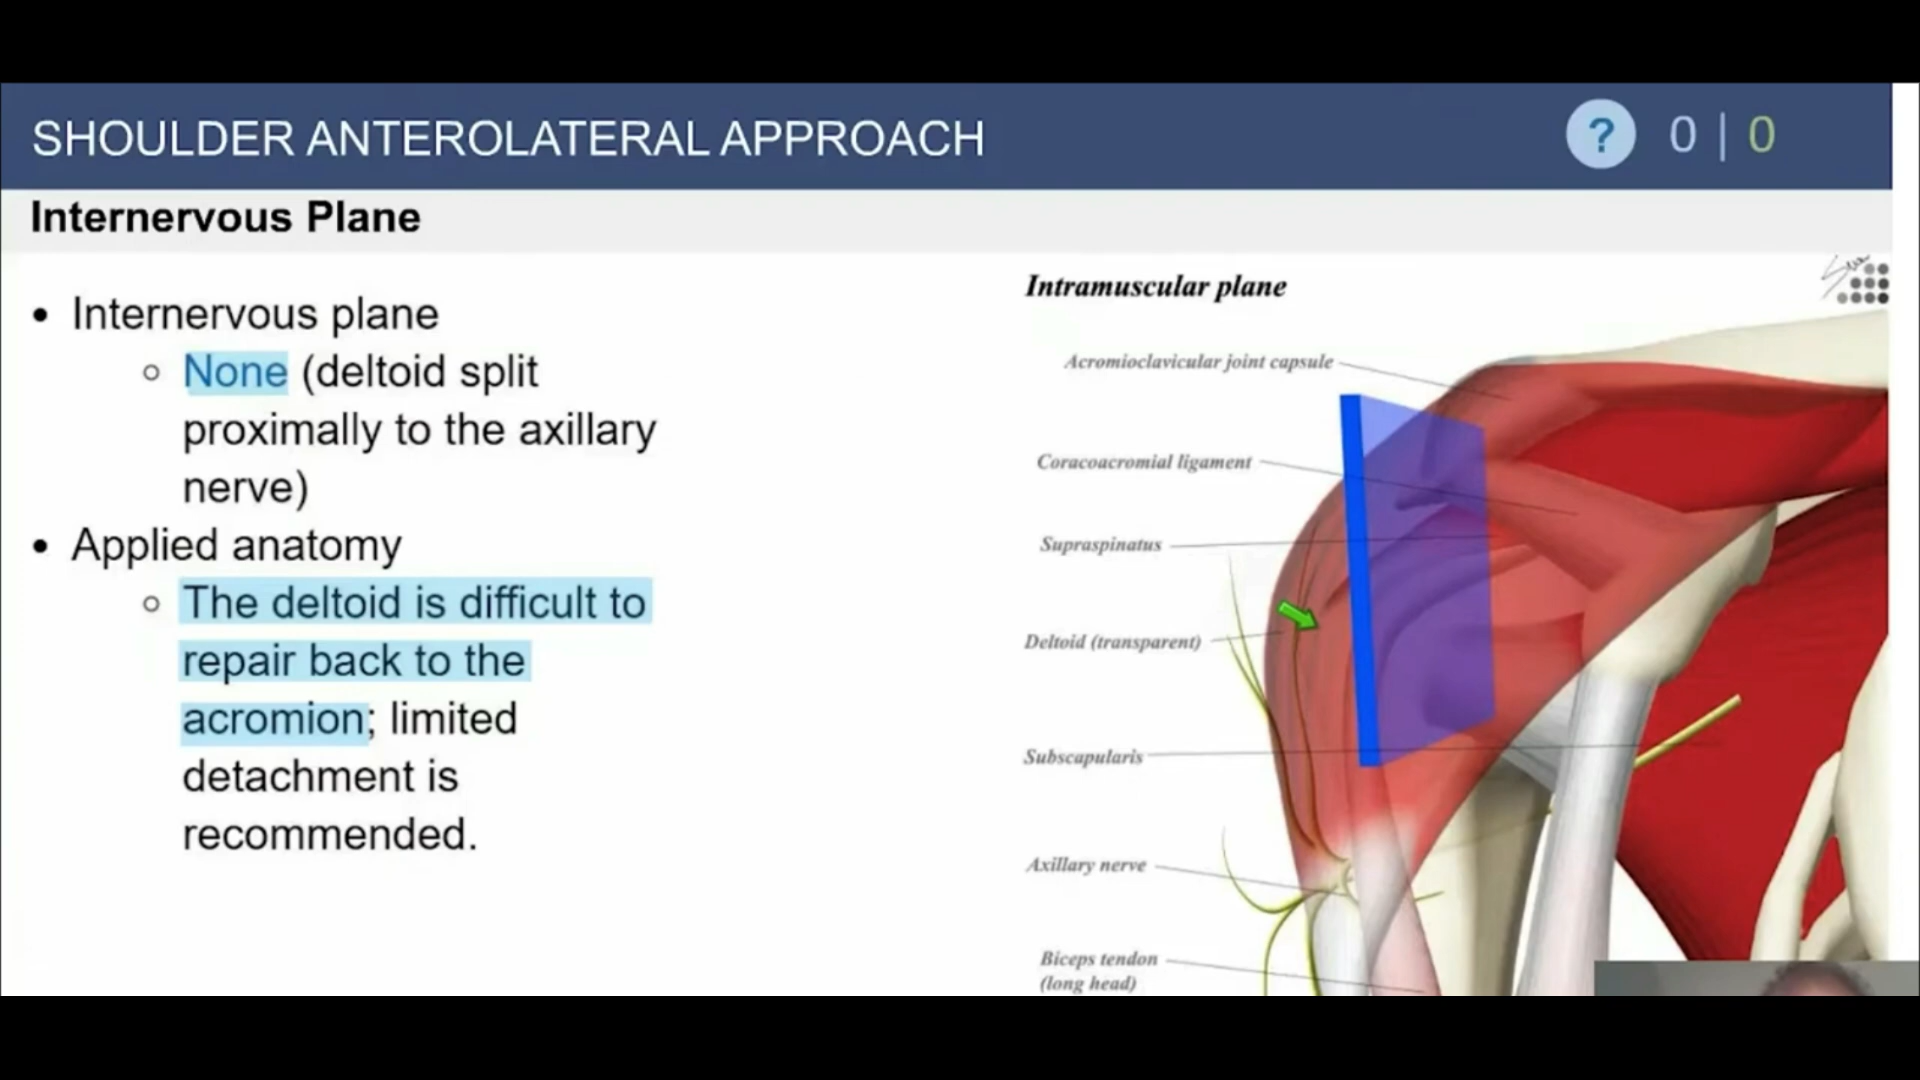 SHOULDER ANTEROLATERAL APPROACH
? 0 | 0
Internervous Plane
• Internervous plane
○ None (deltoid split
proximally to the axillary
nerve)
• Applied anatomy
○ The deltoid is difficult to
repair back to the
acromion; limited
detachment is
recommended.
Intramuscular plane
Acromioclavicular joint capsule
Coracoacromial ligament
Supraspinatus
Deltoid (transparent)
Subscapularis
Axillary nerve
Biceps tendon
(long head)